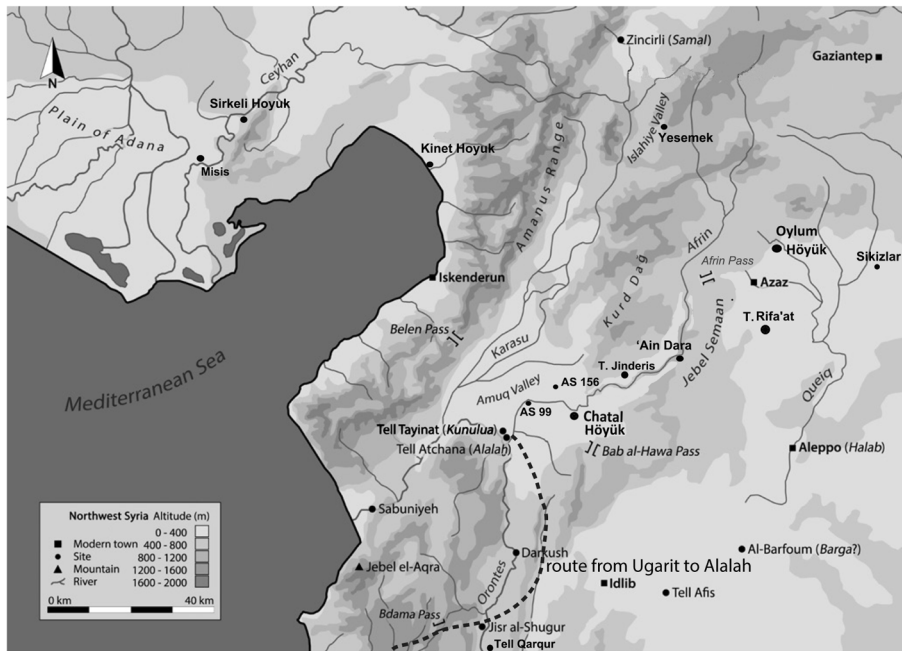 Zincirli (Samal)
Gaziantep
N
Ceyhan
Sirkeli Hoyuk
Plain of Adana
Islahiye Valley
Yesemek
Kinet Hoyuk
Misis
Amanus Range
Oylum
Höyük
Afrin
Sikizlar
Afrin Pass
Iskenderun
Kurd Dağ
Azaz
T. Rifa'at
Belen Pass
Karasu
'Ain Dara
Jebel Semaan
Mediterranean Sea
T. Jinderis
Amuq Valley
AS 156
Queiq
AS 99
Chatal
Höyük
Tell Tayinat (Kunulua)
Tell Atchana (Alalaḫ)
Bab al-Hawa Pass
Aleppo (Halab)
Northwest Syria
Altitude (m)
0 - 400
Modern town
400 - 800
Site
800 - 1200
Mountain
1200 - 1600
River
1600 - 2000
0 km
40 km
Sabuniyeh
Al-Barfoum (Barga?)
Darkush
route from Ugarit to Alalah
Jebel el-Aqra
Orontes
Idlib
Tell Afis
Bdama Pass
Jisr al-Shugur
Tell Qarqur